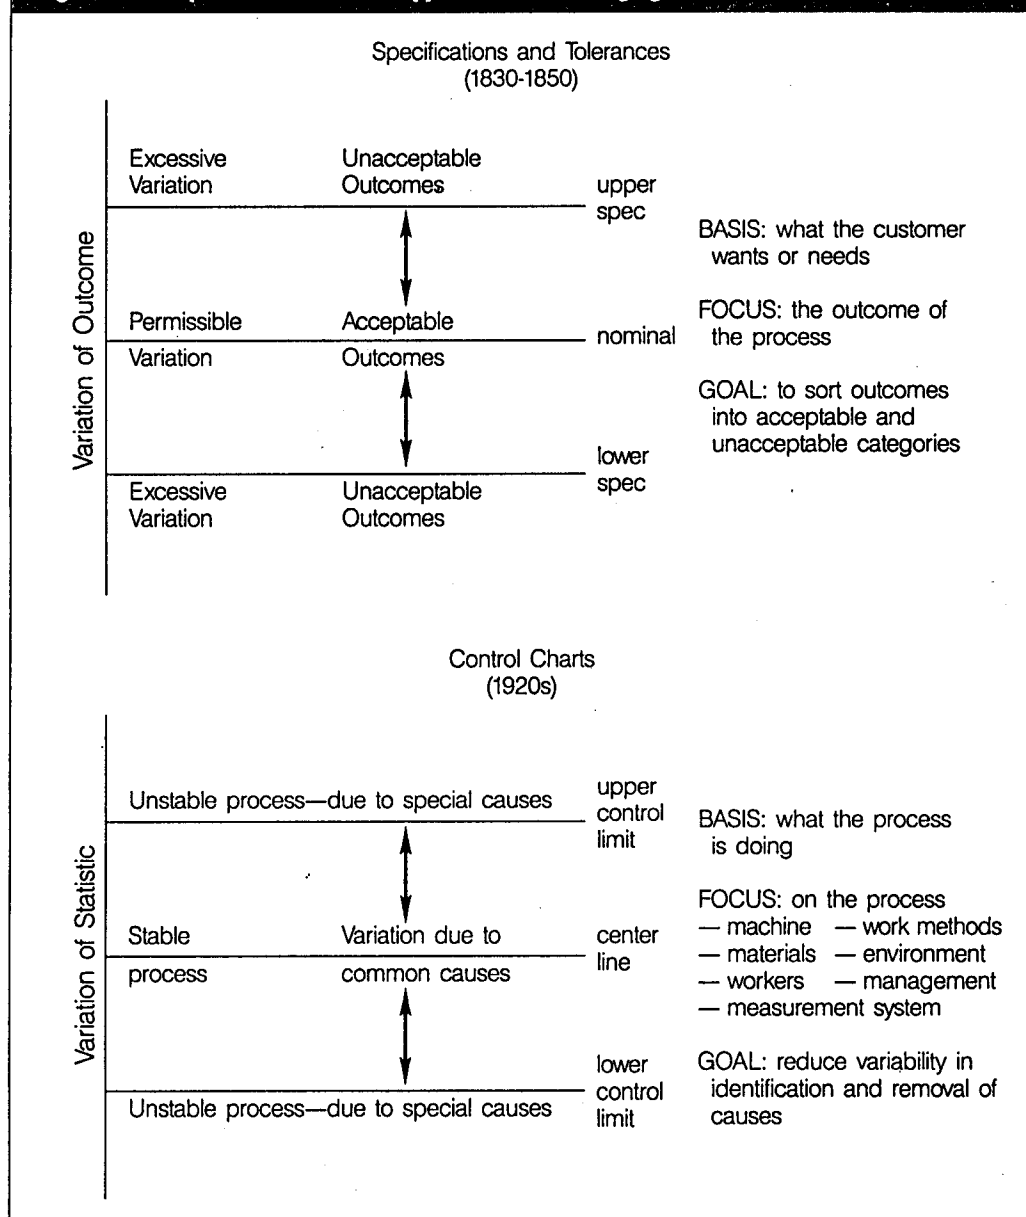 Specifications and Tolerances
(1830-1850)
Variation of Outcome
Excessive
Variation
Unacceptable
Outcomes
upper
spec
Permissible
Variation
Acceptable
Outcomes
nominal
Excessive
Variation
Unacceptable
Outcomes
lower
spec
BASIS: what the customer
wants or needs
FOCUS: the outcome of
the process
GOAL: to sort outcomes
into acceptable and
unacceptable categories
Control Charts
(1920s)
Variation of Statistic
Unstable process—due to special causes
upper
control
limit
Stable
process
Variation due to
common causes
center
line
Unstable process—due to special causes
lower
control
limit
BASIS: what the process
is doing
FOCUS: on the process
— machine — work methods
— materials — environment
— workers — management
— measurement system
GOAL: reduce variability in
identification and removal of
causes